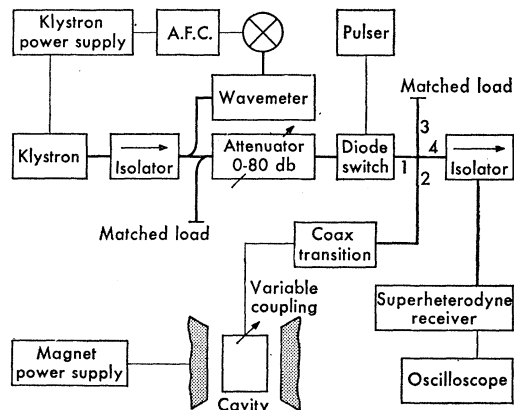 Klystron
power supply
A.F.C.
Pulser
Wavemeter
Matched load
Klystron
Isolator
Attenuator
0-80 db
Diode
switch
1
2
3
4
Isolator
Matched load
Coax
transition
Variable
coupling
Superheterodyne
receiver
Magnet
power supply
Oscilloscope
Cavity